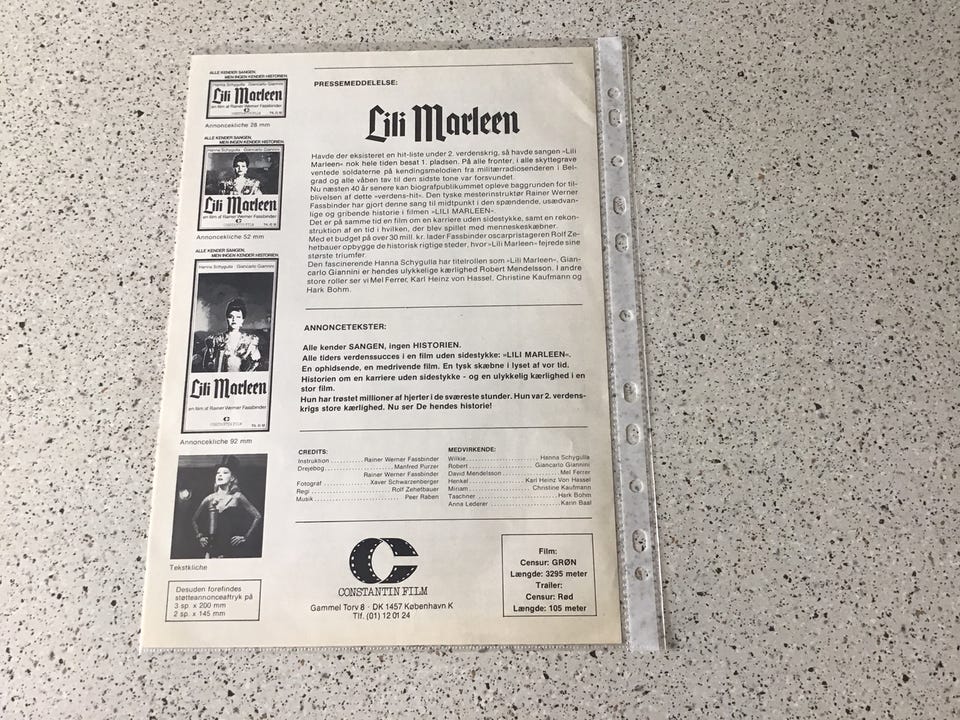 ALLE KENDER SANGEN,
MEN INGEN KENDER HISTORIEN
Hanna Schygulla · Giancarlo Giannini
Lili Marleen
en film af Rainer Werner Fassbinder
CONSTANTIN FILM
Annoncekliche 28 mm
ALLE KENDER SANGEN,
MEN INGEN KENDER HISTORIEN
Hanna Schygulla · Giancarlo Giannini
Lili Marleen
en film af Rainer Werner Fassbinder
Annoncekliche 52 mm
ALLE KENDER SANGEN,
MEN INGEN KENDER HISTORIEN
Hanna Schygulla · Giancarlo Giannini
Lili Marleen
en film af Rainer Werner Fassbinder
CONSTANTIN FILM
Annoncekliche 92 mm
Tekstkliche
Desuden forefindes
støtteannonceaftryk på
3 sp. x 200 mm
2 sp. x 145 mm
PRESSEMEDDELELSE:
Lili Marleen
Havde der eksisteret en hit-liste under 2. verdenskrig, så havde sangen »Lili
Marleen« nok hele tiden besat 1. pladsen. På alle fronter, i alle skyttegrave
ventede soldaterne på kendingsmelodien fra militærradiosenderen i Bel-
grad og alle våben tav til den sidste tone var forsvundet.
Nu næsten 40 år senere kan biografpublikummet opleve baggrunden for til-
blivelsen af dette »verdens-hit«. Den tyske mesterinstruktør Rainer Werner
Fassbinder har gjort denne sang til midtpunkt i den spændende, usædvan-
lige og gribende historie i filmen »LILI MARLEEN«.
Det er på samme tid en film om en karriere uden sidestykke, samt en rekon-
struktion af en tid i hvilken, der blev spillet med menneskeskæbner.
Med et budget på over 30 mill. kr. lader Fassbinder oscarpristageren Rolf Ze-
hetbauer opbygge de historisk rigtige steder, hvor »Lili Marleen« fejrede sine
største triumfer.
Den fascinerende Hanna Schygulla har titelrollen som »Lili Marleen«, Gian-
carlo Giannini er hendes ulykkelige kærlighed Robert Mendelsson. I andre
store roller ser vi Mel Ferrer, Karl Heinz von Hassel, Christine Kaufmann og
Hark Bohm.
ANNONCETEKSTER:
Alle kender SANGEN, ingen HISTORIEN.
Alle tiders verdenssucces i en film uden sidestykke: »LILI MARLEEN«.
En ophidsende, en medrivende film. En tysk skæbne i lyset af vor tid.
Historien om en karriere uden sidestykke - og en ulykkelig kærlighed i en
stor film.
Hun har trøstet millioner af hjerter i de sværeste stunder. Hun var 2. verdens-
krigs store kærlighed. Nu ser De hendes historie!
CREDITS:
Instruktion ........... Rainer Werner Fassbinder
Drejebog .................. Manfred Purzer
Rainer Werner Fassbinder
Fotograf ............. Xaver Schwarzenberger
Regi ..................... Rolf Zehetbauer
Musik ....................... Peer Raben
MEDVIRKENDE:
Wilkie .................. Hanna Schygulla
Robert ................ Giancarlo Giannini
David Mendelsson ............... Mel Ferrer
Henkel ............. Karl Heinz Von Hassel
Miriam ............... Christine Kaufmann
Taschner .................... Hark Bohm
Anna Lederer ................. Karin Baal
CONSTANTIN FILM
Gammel Torv 8 · DK 1457 København K
Tlf. (01) 12 01 24
Film:
Censur: GRØN
Længde: 3295 meter
Trailer:
Censur: Rød
Længde: 105 meter